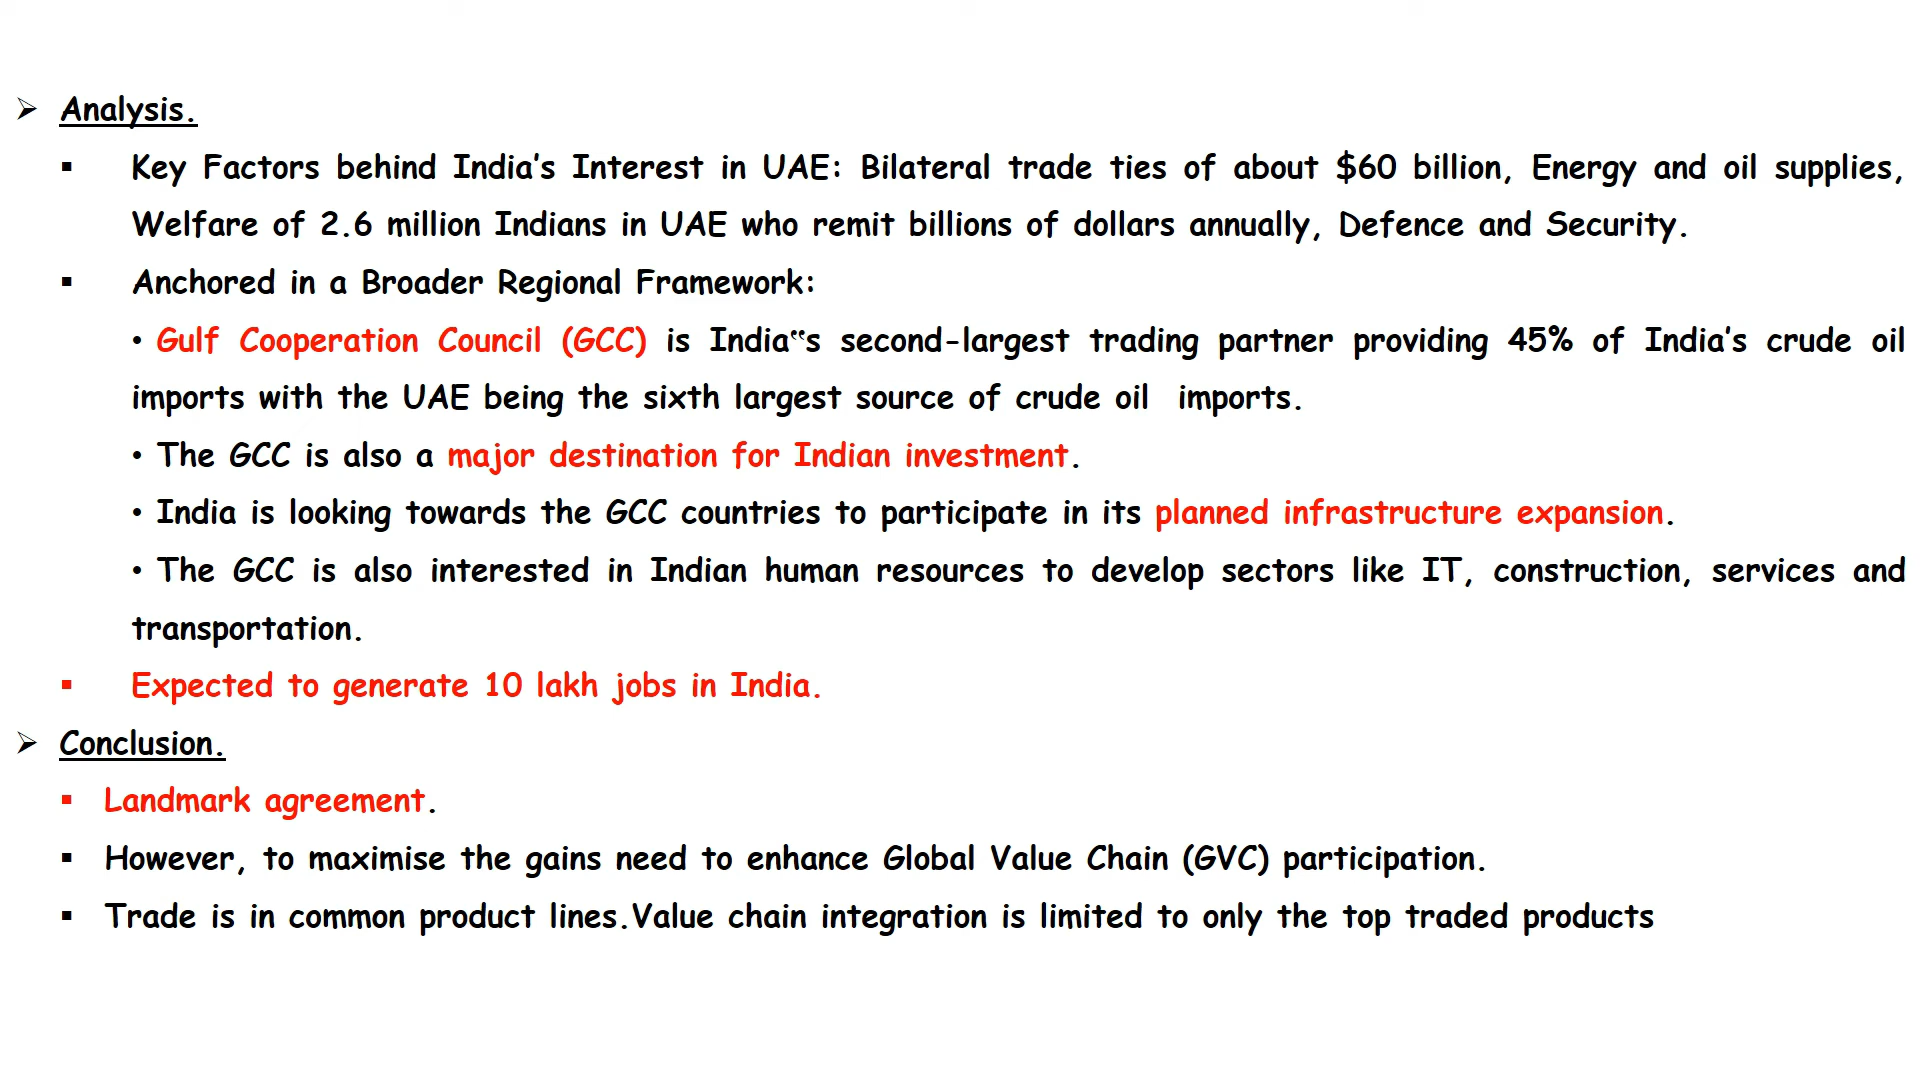 ➢ Analysis.
▪ Key Factors behind India’s Interest in UAE: Bilateral trade ties of about $60 billion, Energy and oil supplies,
Welfare of 2.6 million Indians in UAE who remit billions of dollars annually, Defence and Security.
▪ Anchored in a Broader Regional Framework:
• Gulf Cooperation Council (GCC) is India‟s second-largest trading partner providing 45% of India’s crude oil
imports with the UAE being the sixth largest source of crude oil imports.
• The GCC is also a major destination for Indian investment.
• India is looking towards the GCC countries to participate in its planned infrastructure expansion.
• The GCC is also interested in Indian human resources to develop sectors like IT, construction, services and
transportation.
▪ Expected to generate 10 lakh jobs in India.
➢ Conclusion.
▪ Landmark agreement.
▪ However, to maximise the gains need to enhance Global Value Chain (GVC) participation.
▪ Trade is in common product lines.Value chain integration is limited to only the top traded products